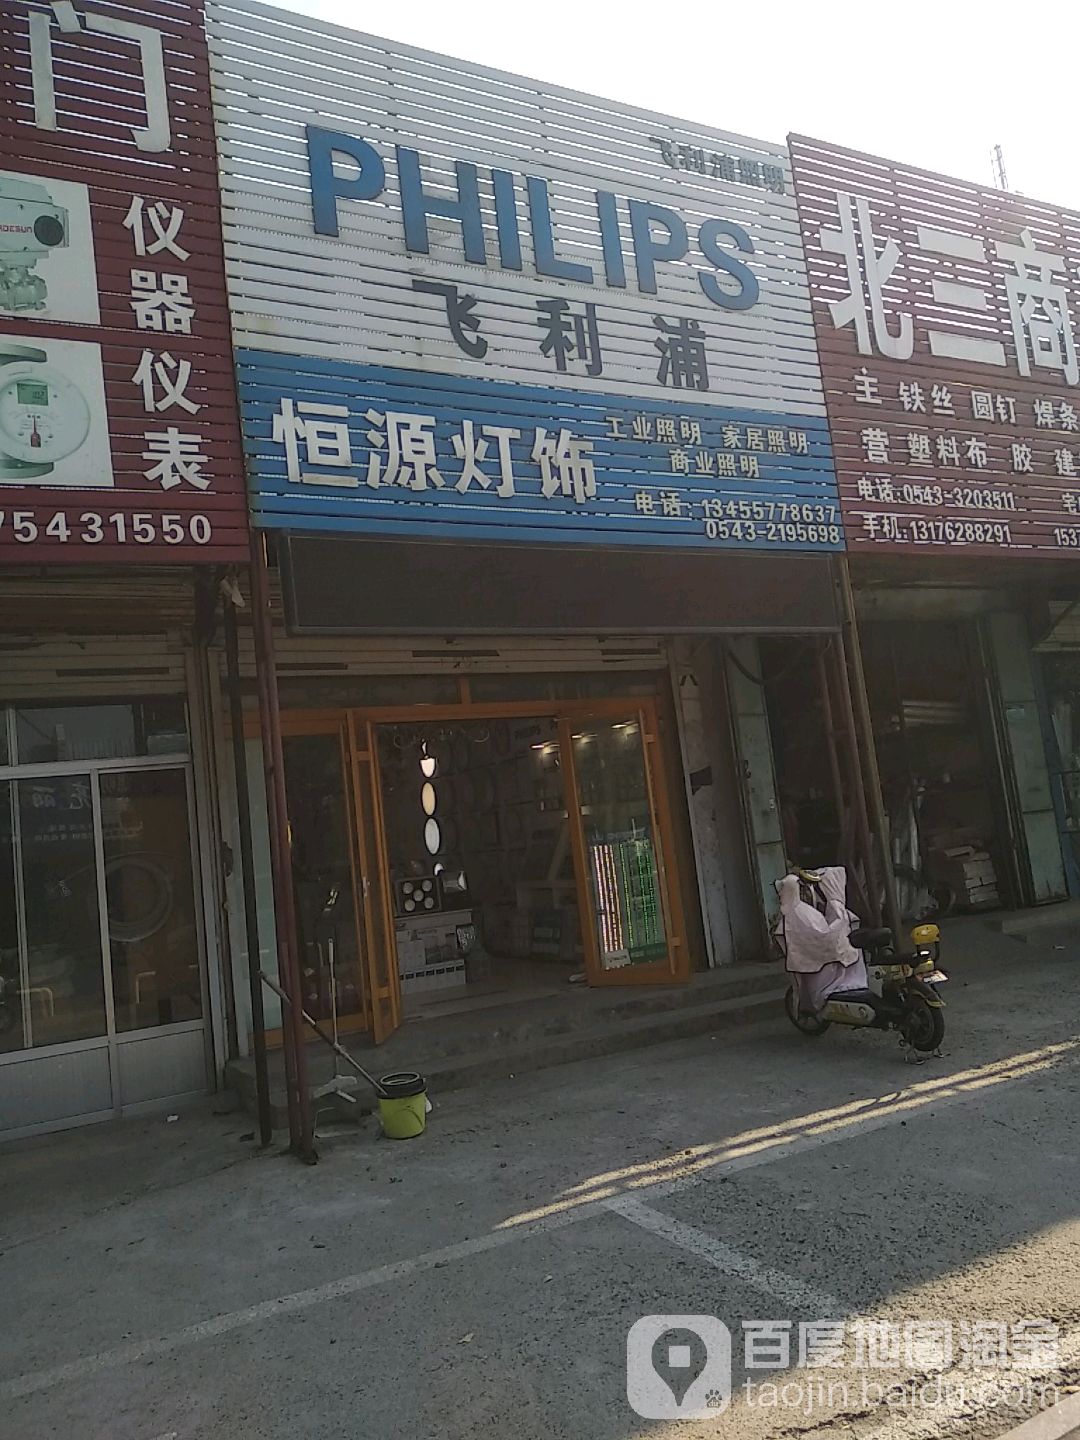 门
仪器仪表
75431550
飞利浦照明
PHILIPS
飞利浦
恒源灯饰
工业照明 家居照明
商业照明
电话:13455778637
0543-2195698
北三商
主营
铁丝 圆钉 焊条
塑料布 胶 建
电话:0543-3203511
手机:13176288291
百度地图淘金
taojin.baidu.com